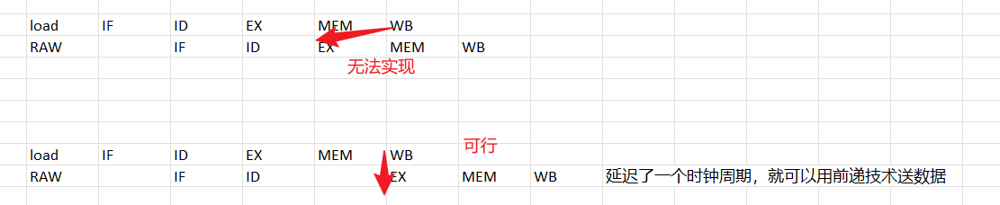 load IF ID EX MEM WB
RAW IF ID EX MEM WB
无法实现
可行
load IF ID EX MEM WB
RAW IF ID EX MEM WB 延迟了一个时钟周期，就可以用前递技术送数据